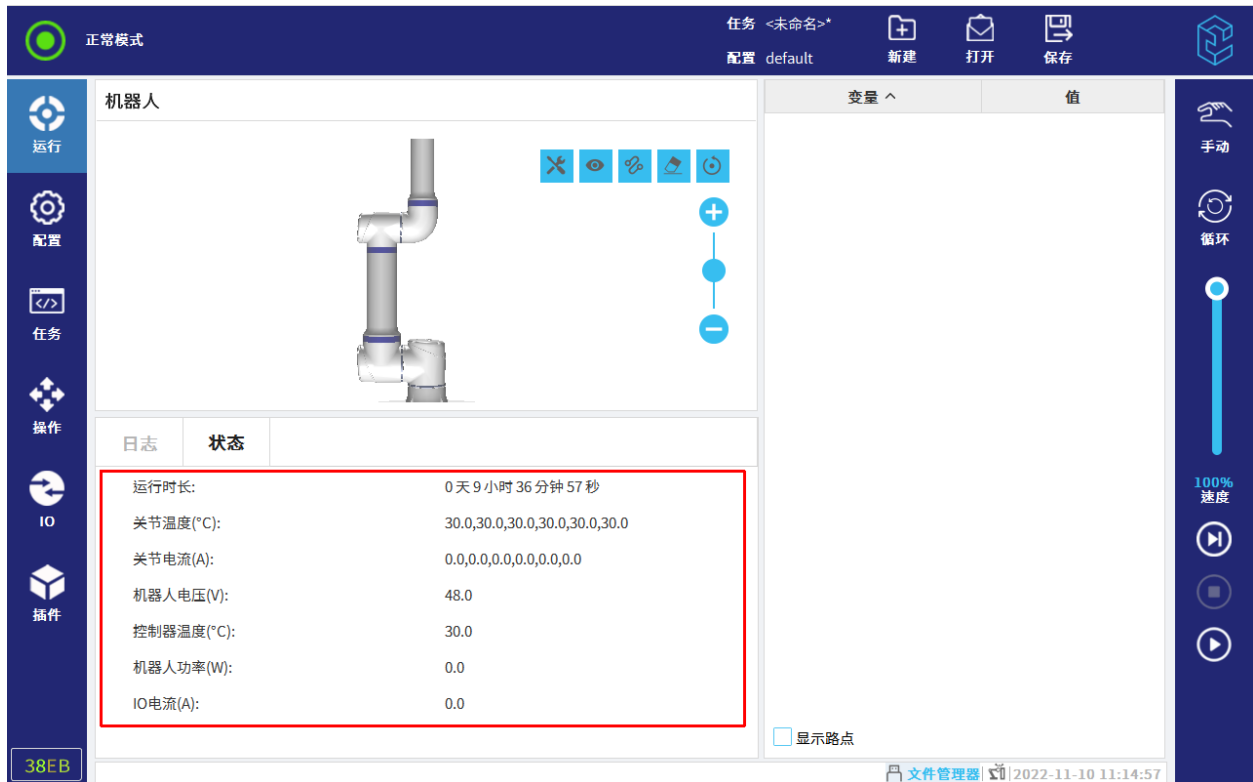 正常模式
任务 <未命名>*
配置 default
新建
打开
保存
运行
配置
任务
操作
IO
插件
38EB
机器人
日志
状态
运行时长: 0 天 9 小时 36 分钟 57 秒
关节温度(°C): 30.0,30.0,30.0,30.0,30.0,30.0
关节电流(A): 0.0,0.0,0.0,0.0,0.0,0.0
机器人电压(V): 48.0
控制器温度(°C): 30.0
机器人功率(W): 0.0
IO电流(A): 0.0
变量 值
显示路点
手动
循环
100%
速度
文件管理器 2022-11-10 11:14:57